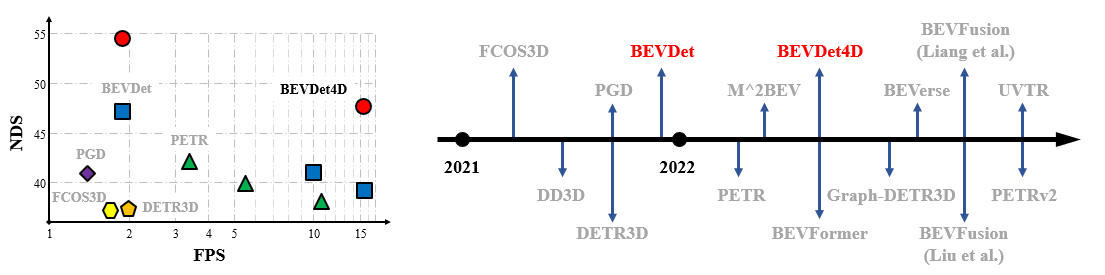 NDS
55
50
45
40
BEVDet
BEVDet4D
PETR
PGD
FCOS3D
DETR3D
1
2
3
4
5
10
15
FPS
FCOS3D
BEVDet
BEVDet4D
BEVFusion
(Liang et al.)
PGD
M^2BEV
BEVerse
UVTR
2021
2022
DD3D
PETR
Graph-DETR3D
PETRv2
DETR3D
BEVFormer
BEVFusion
(Liu et al.)